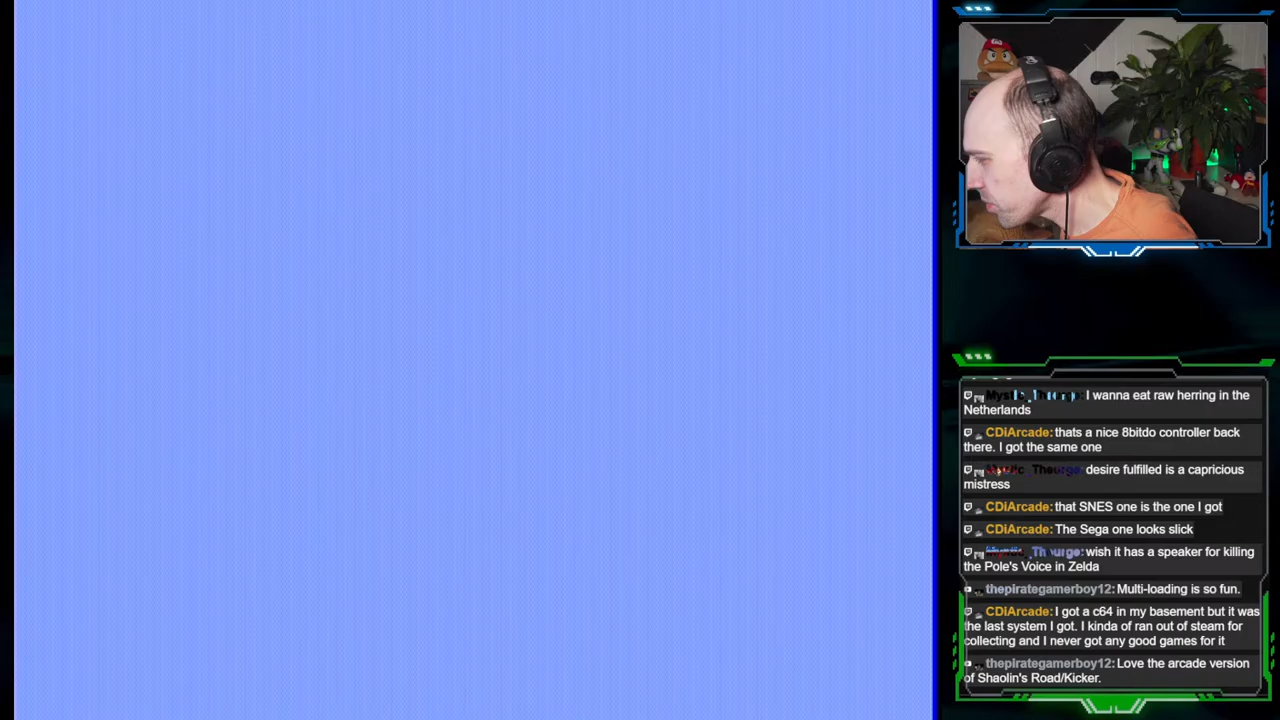 I wanna eat raw herring in the
Netherlands
CDiArcade: thats a nice 8bitdo controller back
there. I got the same one
desire fulfilled is a capricious
mistress
CDiArcade: that SNES one is the one I got
CDiArcade: The Sega one looks slick
Theurge: wish it has a speaker for killing
the Pole's Voice in Zelda
thepirategamerboy12: Multi-loading is so fun.
CDiArcade: I got a c64 in my basement but it was
the last system I got. I kinda of ran out of steam for
collecting and I never got any good games for it
thepirategamerboy12: Love the arcade version
of Shaolin's Road/Kicker.